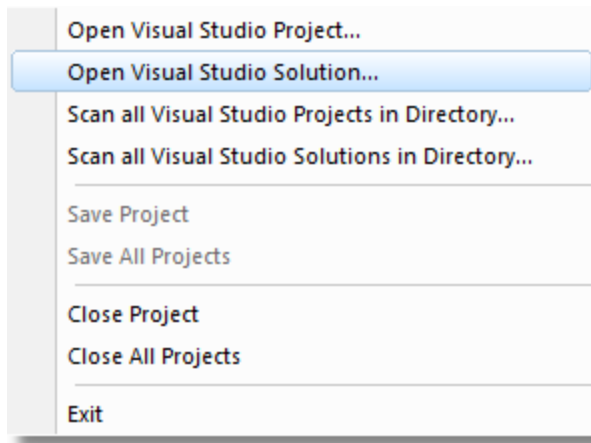 Open Visual Studio Project...
Open Visual Studio Solution...
Scan all Visual Studio Projects in Directory...
Scan all Visual Studio Solutions in Directory...
Save Project
Save All Projects
Close Project
Close All Projects
Exit